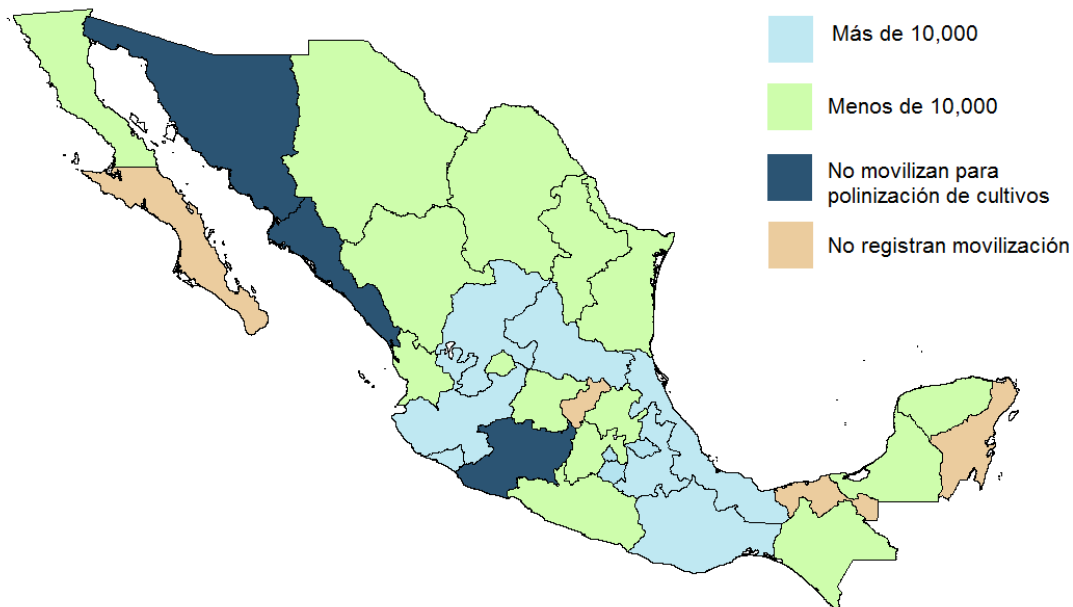 Más de 10,000
Menos de 10,000
No movilizan para
polinización de cultivos
No registran movilización